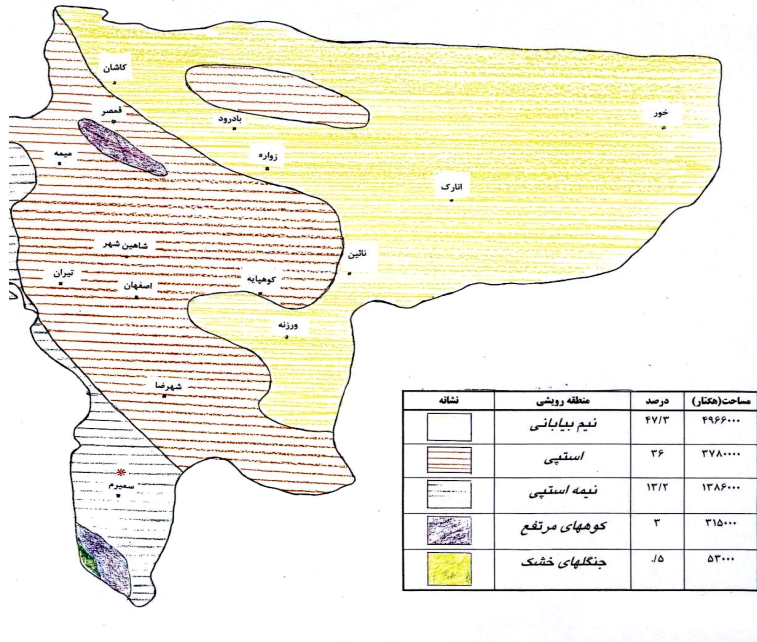 کاشان
قمصر
میمه
بادرود
زواره
خور
انارک
نائین
شاهین شهر
تیران
اصفهان
کوهپایه
ورزنه
شهرضا
سمیرم
نشانه منطقه رویشی درصد مساحت(هکتار)
نیم بیابانی ۴۷/۳ ۴۹۶۶۰۰۰
استپی ۳۶ ۳۷۸۰۰۰۰
نیمه استپی ۱۳/۲ ۱۳۸۶۰۰۰
کوههای مرتفع ۳ ۳۱۵۰۰۰
جنگلهای خشک ./۵ ۵۳۰۰۰